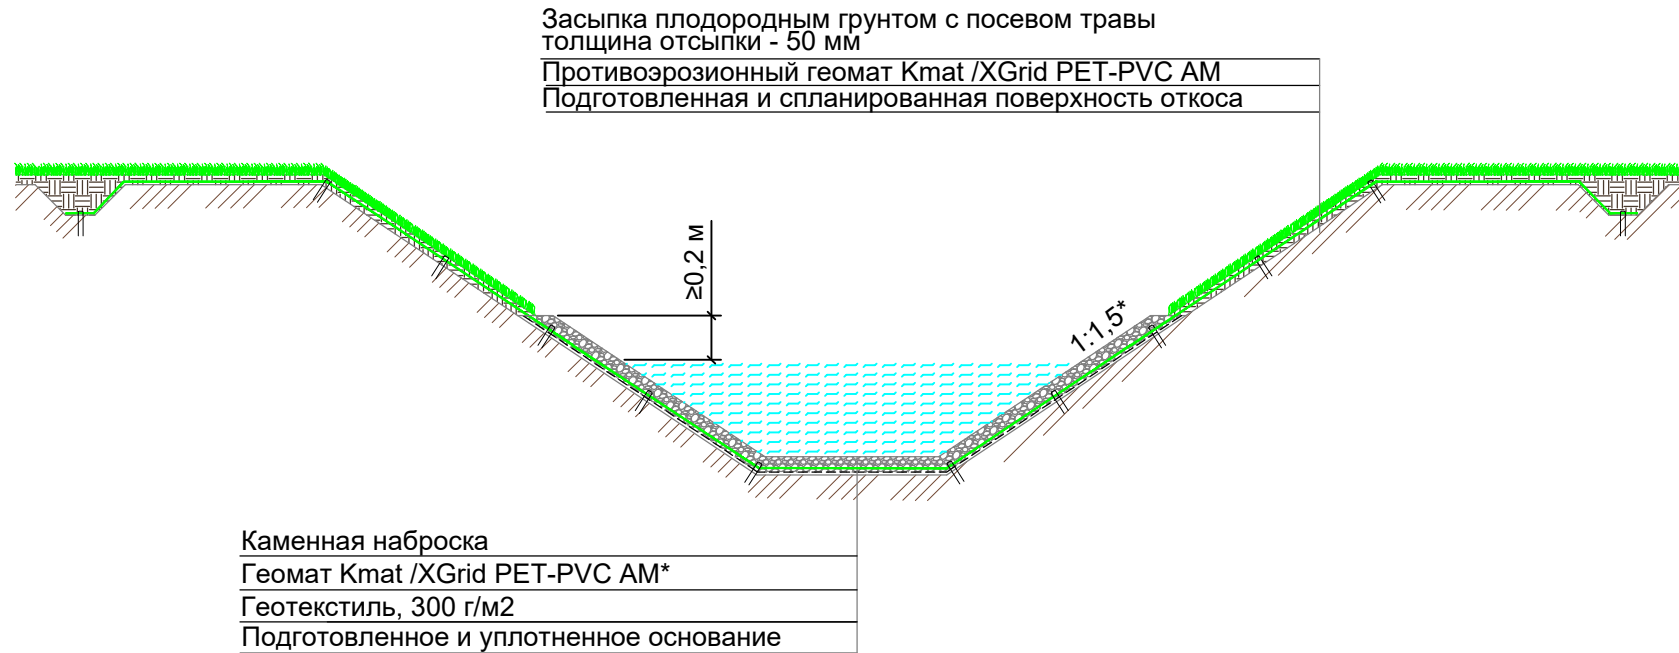 Засыпка плодородным грунтом с посевом травы
толщина отсыпки - 50 мм
Противоэрозионный геомат Kmat /XGrid PET-PVC AM
Подготовленная и спланированная поверхность откоса
≥0,2 м
1:1,5*
Каменная наброска
Геомат Kmat /XGrid PET-PVC AM*
Геотекстиль, 300 г/м2
Подготовленное и уплотненное основание